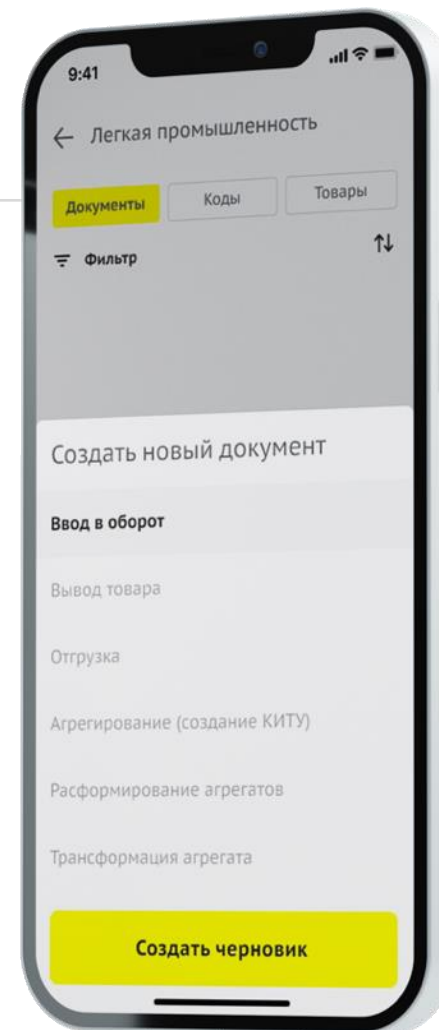 9:41
Легкая промышленность
Документы Коды Товары
Фильтр
Создать новый документ
Ввод в оборот
Вывод товара
Отгрузка
Агрегирование (создание КИТУ)
Расформирование агрегатов
Трансформация агрегата
Создать черновик